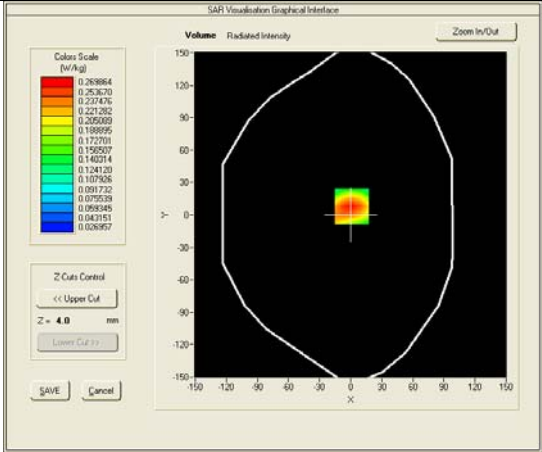 SAR Visualisation Graphical Interface
Volume Radiated Intensity
Zoom In/Out
Colors Scale
(W/kg)
0.269864
0.253670
0.237476
0.221282
0.205089
0.188895
0.172701
0.156507
0.140314
0.124120
0.107926
0.091732
0.075539
0.059345
0.043151
0.026957
Z Cuts Control
<< Upper Cut
Z = 4.0 mm
Lower Cut >>
SAVE Cancel
150
120
90
60
30
0
-30
-60
-90
-120
-150
Y
-150 -120 -90 -60 -30 0 30 60 90 120 150
X